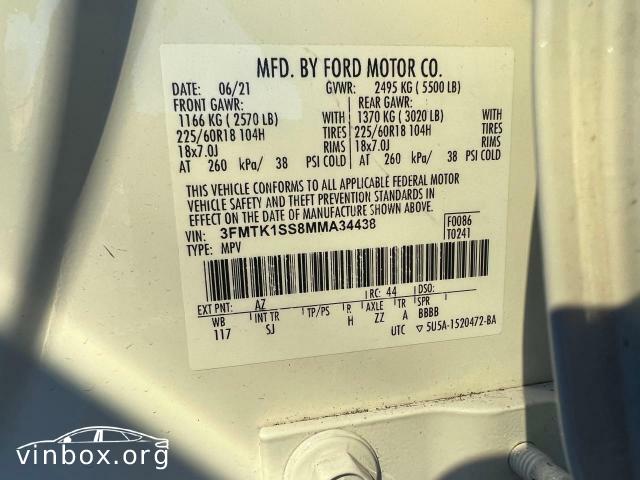 MFD. BY FORD MOTOR CO.
DATE: 06/21 GVWR: 2495 KG ( 5500 LB)
FRONT GAWR: REAR GAWR:
1166 KG ( 2570 LB) WITH 1370 KG ( 3020 LB) WITH
225/60R18 104H TIRES 225/60R18 104H TIRES
18x7.0J RIMS 18x7.0J RIMS
AT 260 kPa/ 38 PSI COLD AT 260 kPa/ 38 PSI COLD
THIS VEHICLE CONFORMS TO ALL APPLICABLE FEDERAL MOTOR
VEHICLE SAFETY AND THEFT PREVENTION STANDARDS IN
EFFECT ON THE DATE OF MANUFACTURE SHOWN ABOVE.
VIN: 3FMTK1SS8MMA34438 F0086
TYPE: MPV T0241
EXT PNT: AZ RC: 44 DSO:
WB INT TR TP/PS R AXLE TR SPR
117 SJ H ZZ A BBBB
UTC ▽ 5U5A-1520472-BA
vinbox.org